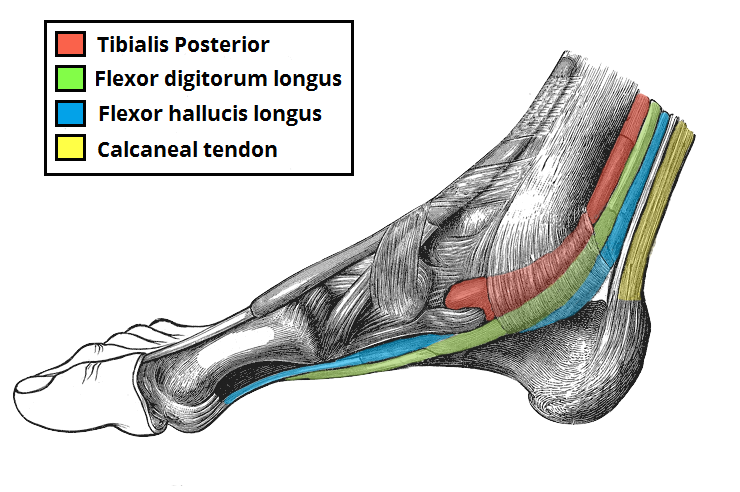 Tibialis Posterior
Flexor digitorum longus
Flexor hallucis longus
Calcaneal tendon